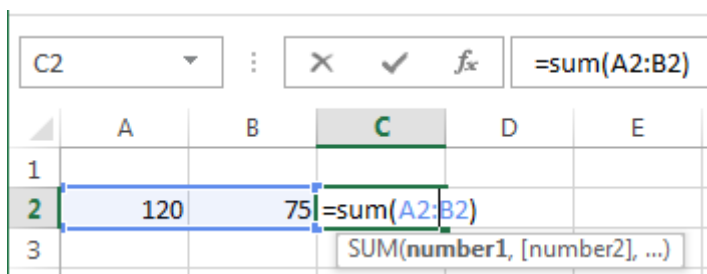 C2 fx =sum(A2:B2)
A B C D E
1
2 120 75 =sum(A2:B2)
3 SUM(number1, [number2], ...)